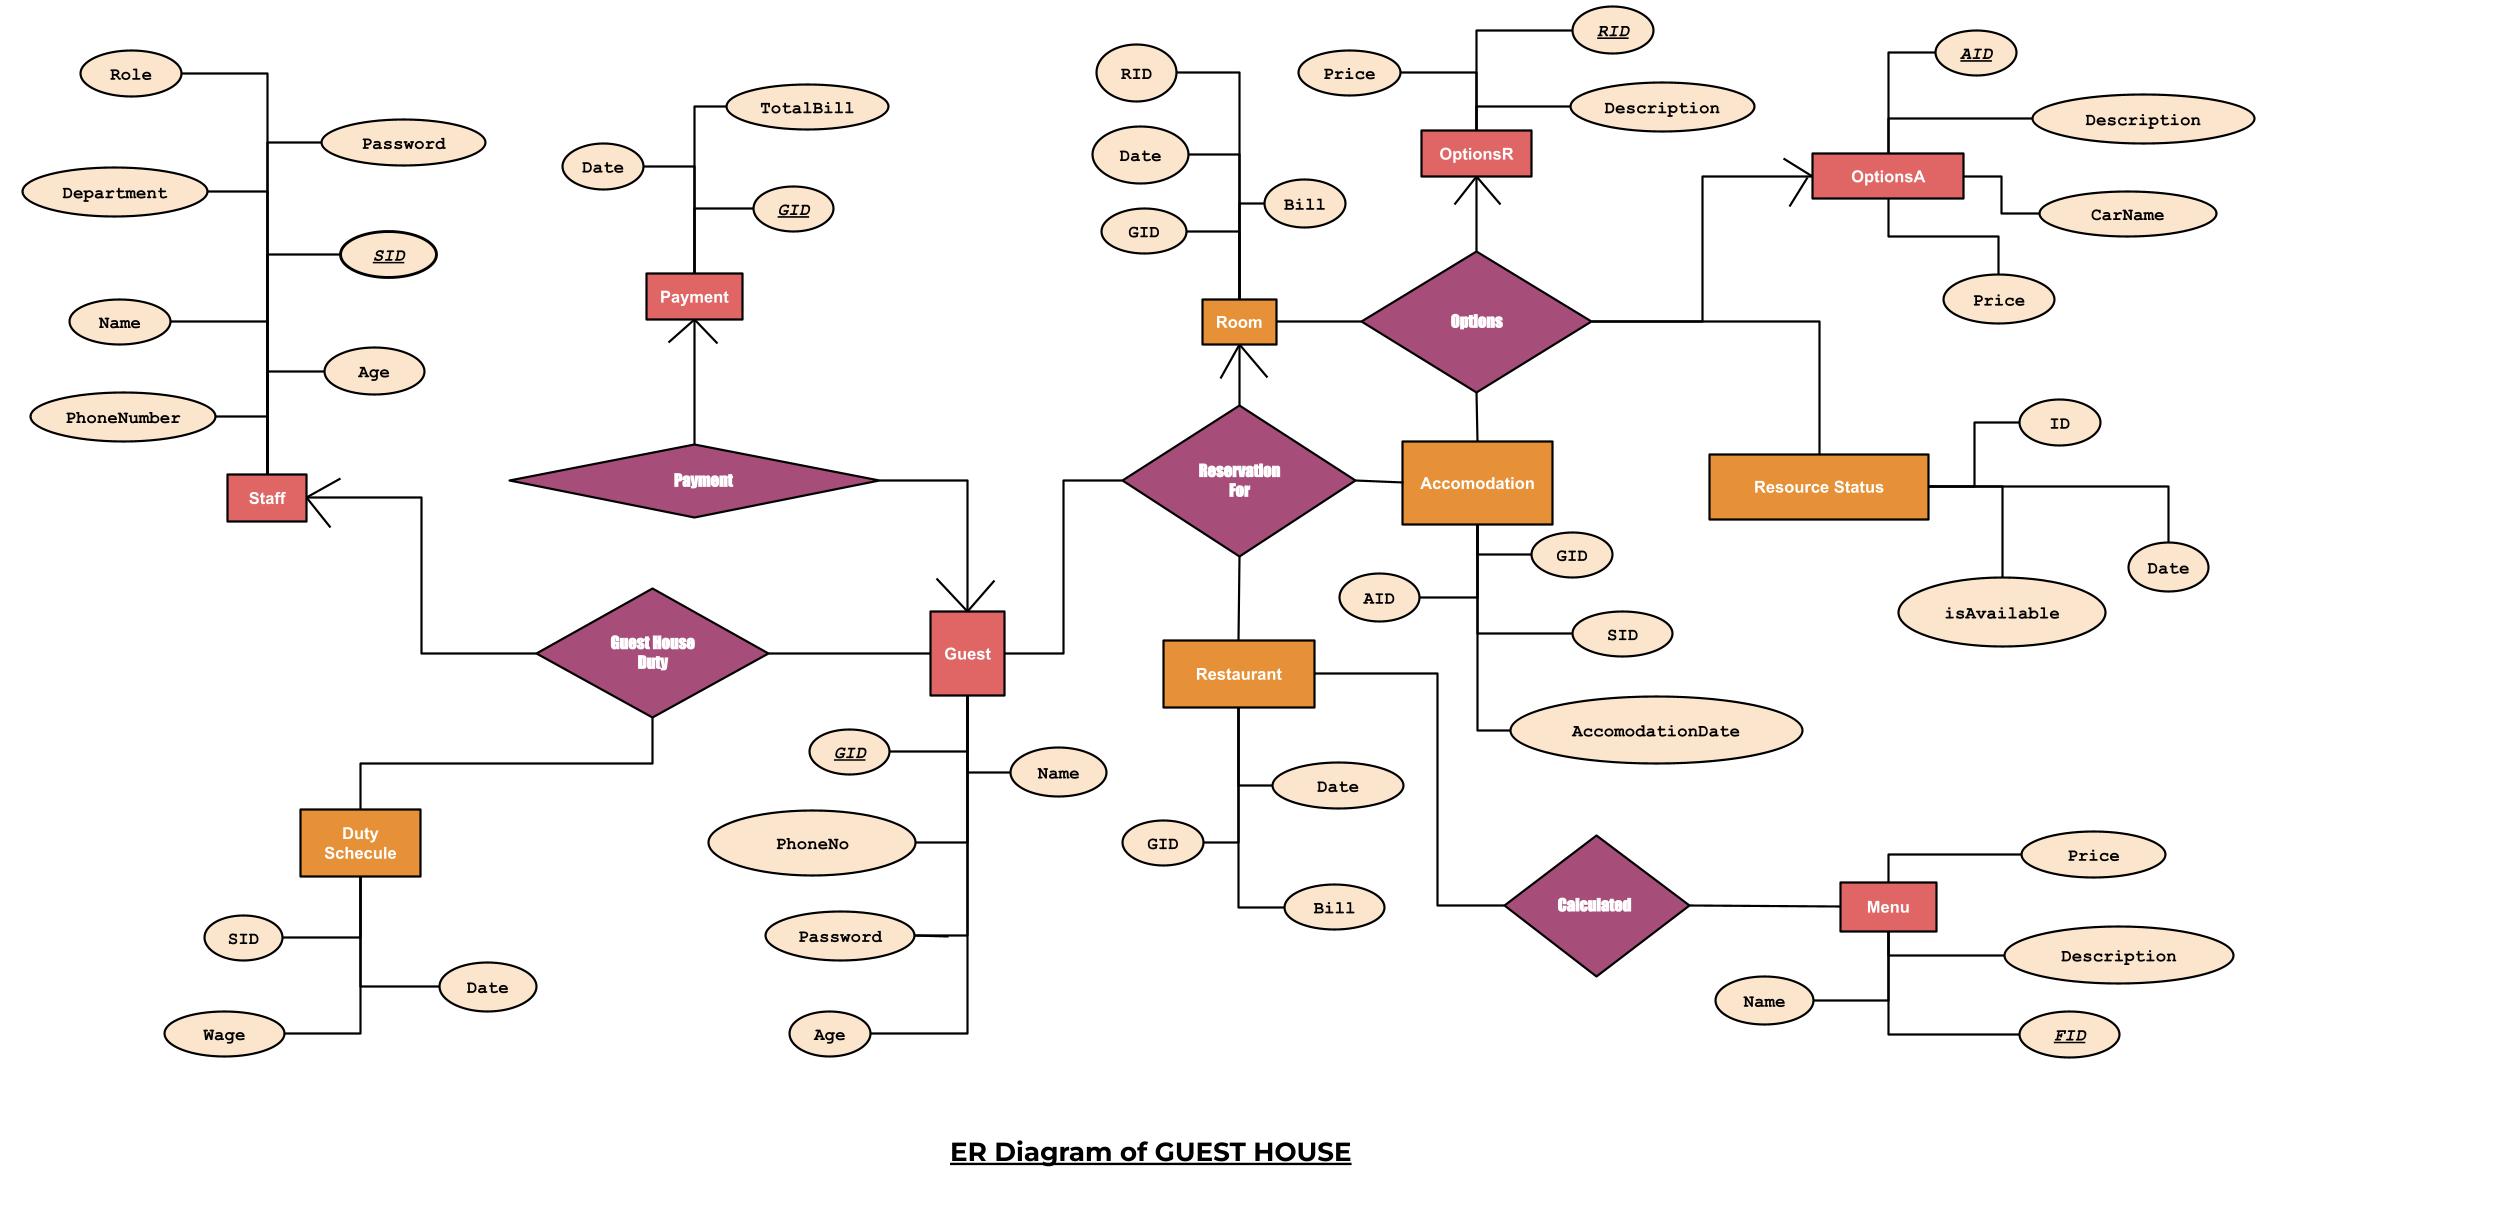 RID
AID
Role
Price
RID
TotalBill
Description
Description
Password
Date
OptionsR
Date
OptionsA
Department
GID
Bill
CarName
GID
SID
Payment
Price
Name
Room
Options
Age
PhoneNumber
ID
Payment
Reservation
For
Accomodation
Resource Status
Staff
GID
Date
AID
isAvailable
SID
Guest House
Duty
Guest
Restaurant
AccomodationDate
GID
Name
Date
Duty
Schecule
PhoneNo
GID
Price
Calculated
Menu
Bill
SID
Password
Description
Date
Name
Wage
Age
FID
ER Diagram of GUEST HOUSE